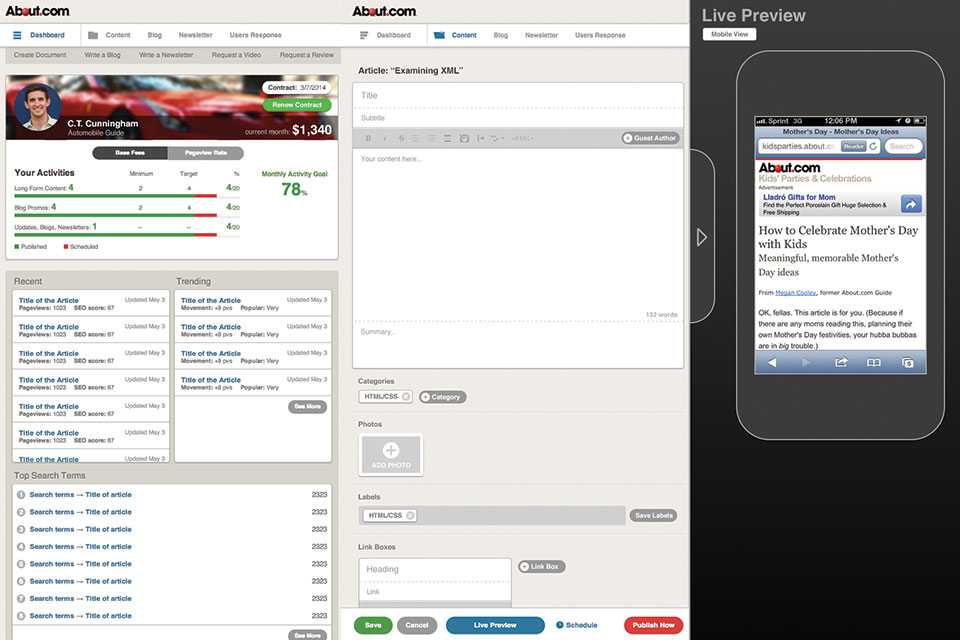 About.com
Dashboard Content Blog Newsletter Users Response
Create Document Write a Blog Write a Newsletter Request a Video Request a Review
Contract: 3/7/2014
Renew Contract
C.T. Cunningham
Automobile Guide
current month: $1,340
Base Fees Pageview Rate
Your Activities Minimum Target % Monthly Activity Goal
78%
Long Form Content: 4 2 4 4/20
Blog Promos: 4 2 4 4/20
Updates, Blogs, Newsletters: 1 -- -- 4/20
Published Scheduled
Recent
Title of the Article Updated May 3
Pageviews: 1023 SEO score: 67
Title of the Article Updated May 3
Pageviews: 1023 SEO score: 67
Title of the Article Updated May 3
Pageviews: 1023 SEO score: 67
Title of the Article Updated May 3
Pageviews: 1023 SEO score: 67
Title of the Article Updated May 3
Pageviews: 1023 SEO score: 67
Title of the Article Updated May 3
Pageviews: 1023 SEO score: 67
Title of the Article Updated May 3
Trending
Title of the Article Updated May 3
Movement: +9 pvs Popular: Very
Title of the Article Updated May 3
Movement: +9 pvs Popular: Very
Title of the Article Updated May 3
Movement: +9 pvs Popular: Very
Title of the Article Updated May 3
Movement: +9 pvs Popular: Very
See More
Top Search Terms
1 Search terms → Title of article 2323
2 Search terms → Title of article 2323
3 Search terms → Title of article 2323
4 Search terms → Title of article 2323
5 Search terms → Title of article 2323
6 Search terms → Title of article 2323
7 Search terms → Title of article 2323
8 Search terms → Title of article 2323
See More
About.com
Dashboard Content Blog Newsletter Users Response
Article: “Examining XML”
Title
Subtitle
B I S <html> Guest Author
Your content here...
132 words
Summary...
Categories
HTML/CSS Category
Photos
ADD PHOTO
Labels
HTML/CSS Save Labels
Link Boxes
Heading Link Box
Link
Save Cancel Live Preview Schedule Publish Now
Live Preview
Mobile View
Sprint 3G 12:06 PM
Mother's Day - Mother's Day Ideas
kidsparties.about.co Reader Search
About.com
Kids' Parties & Celebrations
Advertisement
Lladró Gifts for Mom
Find the Perfect Porcelain Gift Huge Selection &
Free Shipping
How to Celebrate Mother's Day
with Kids
Meaningful, memorable Mother's
Day ideas
From Megan Cooley, former About.com Guide
OK, fellas. This article is for you. (Because if
there are any moms reading this, planning their
own Mother's Day festivities, your hubba bubbas
are in big trouble.)